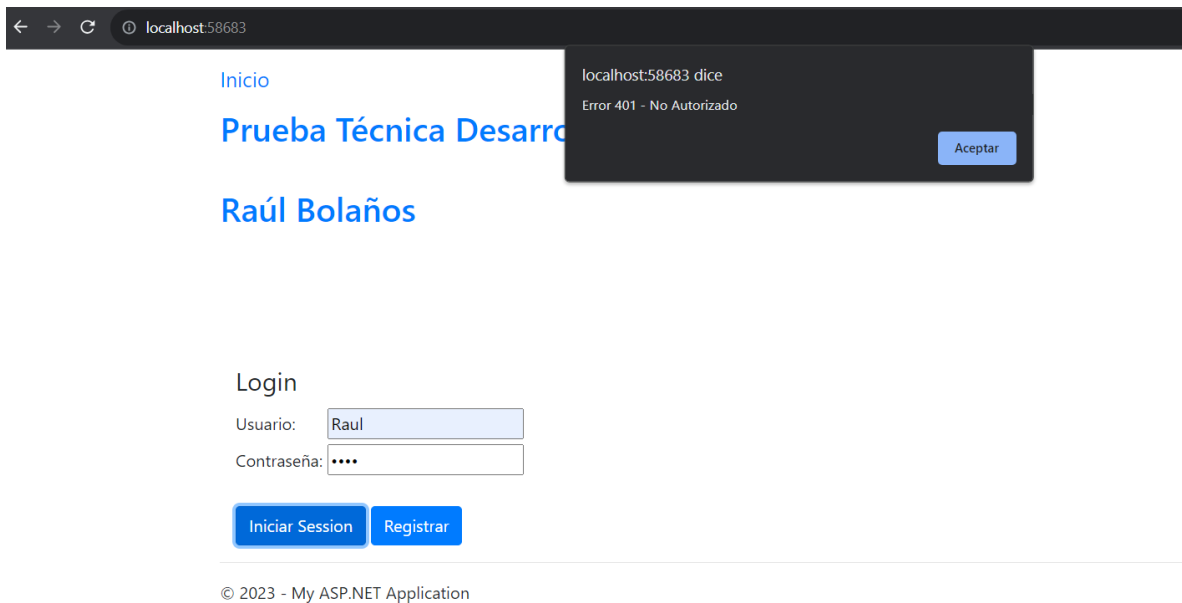 localhost:58683
localhost:58683 dice
Error 401 - No Autorizado
Aceptar
Inicio
Prueba Técnica Desarro
Raúl Bolaños
Login
Usuario: Raul
Contraseña: ••••
Iniciar Session Registrar
© 2023 - My ASP.NET Application